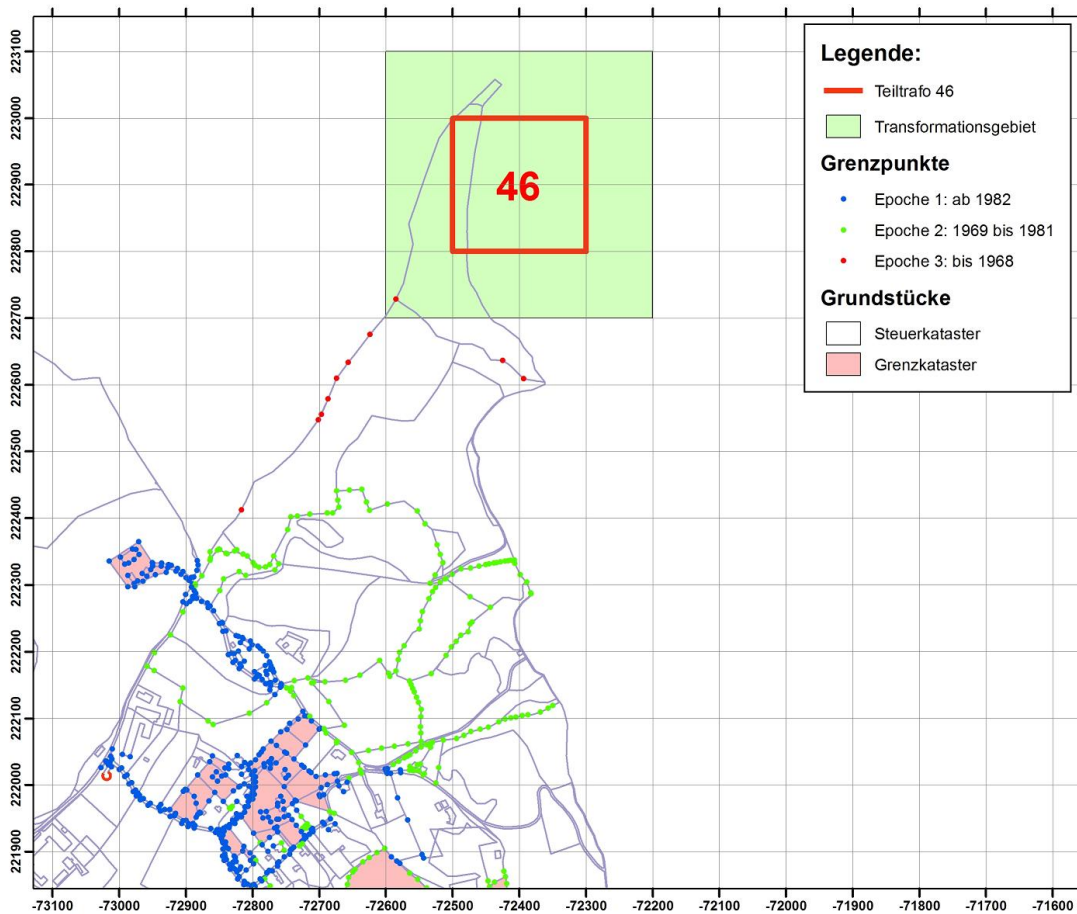 Legende:
Teiltrafo 46
Transformationsgebiet
Grenzpunkte
Epoche 1: ab 1982
Epoche 2: 1969 bis 1981
Epoche 3: bis 1968
Grundstücke
Steuerkataster
Grenzkataster
46
223100
223000
222900
222800
222700
222600
222500
222400
222300
222200
222100
222000
221900
-73100 -73000 -72900 -72800 -72700 -72600 -72500 -72400 -72300 -72200 -72100 -72000 -71900 -71800 -71700 -71600